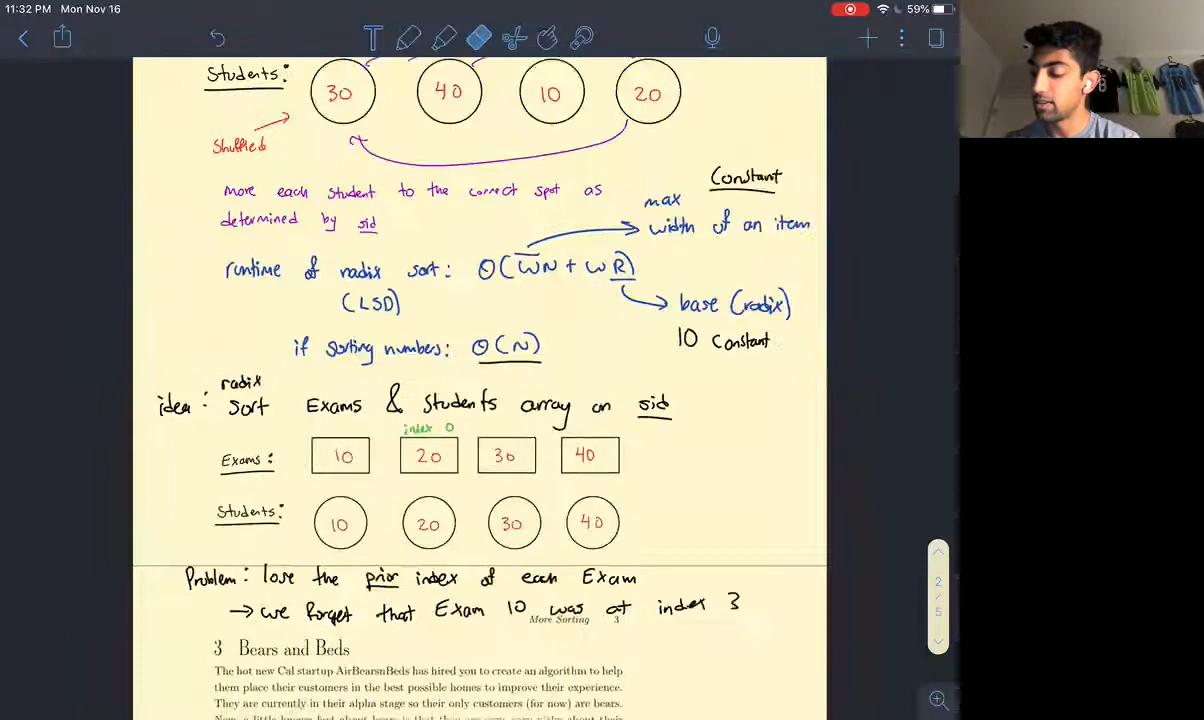 11:32 PM Mon Nov 16
59%
Students:
30 40 10 20
Shuffled
more each student to the correct spot as
determined by sid
Constant
max
width of an item
runtime of radix sort: Θ(WN + WR)
(LSD)
base (radix)
10 constant
if sorting numbers: Θ(N)
radix
idea: sort Exams & Students array on sid
index 0
Exams: 10 20 30 40
Students: 10 20 30 40
Problem: lose the prior index of each Exam
→ we forget that Exam 10 was at index 3
More Sorting 3
3 Bears and Beds
The hot new Cal startup AirBearsnBeds has hired you to create an algorithm to help
them place their customers in the best possible homes to improve their experience.
They are currently in their alpha stage so their only customers (for now) are bears.
2
/
5